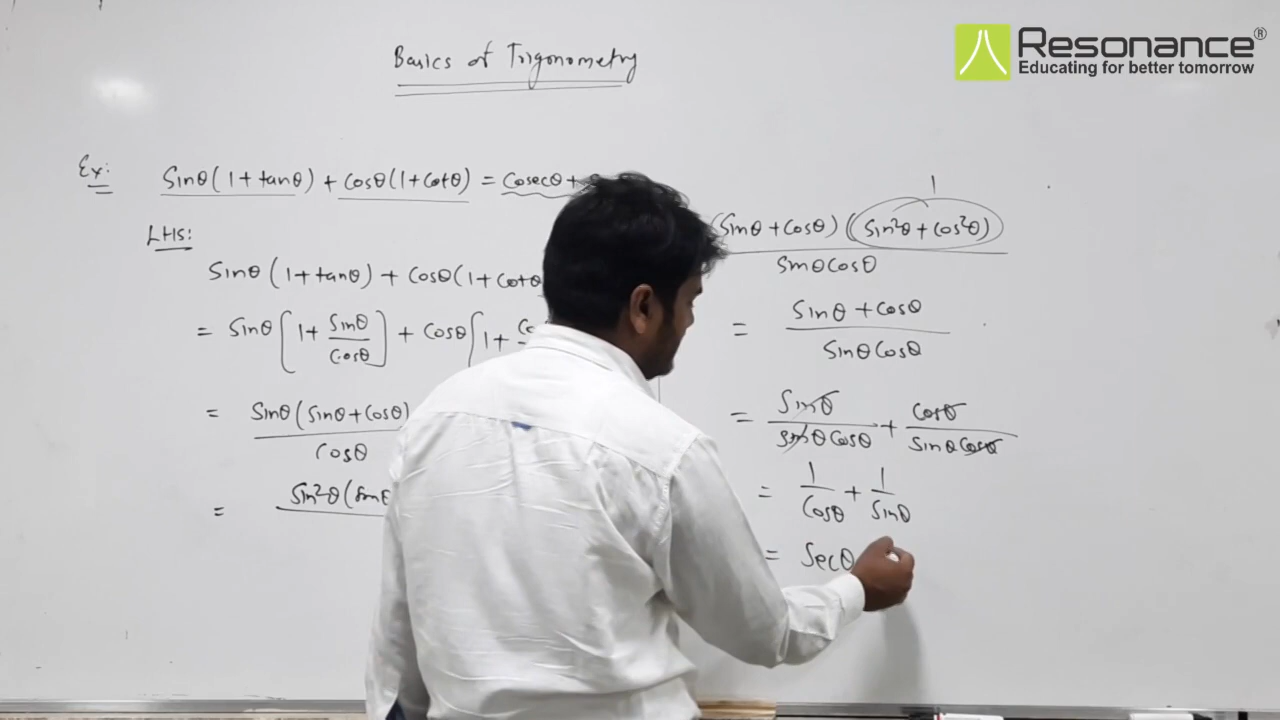 Resonance®
Educating for better tomorrow
Basics of Trigonometry
Ex:
Sinθ(1+tanθ) + Cosθ(1+Cotθ) = Cosecθ +
LHS:
Sinθ(1+tanθ) + Cosθ(1+Cotθ
= Sinθ[1+ Sinθ/Cosθ] + Cosθ[1+
= Sinθ(Sinθ+Cosθ)
Cosθ
= Sin²θ(Sinθ
1
(Sinθ+Cosθ)(Sin²θ+Cos²θ)
SinθCosθ
= Sinθ+Cosθ
SinθCosθ
= Sinθ/SinθCosθ + Cosθ/SinθCosθ
= 1/Cosθ + 1/Sinθ
= Secθ